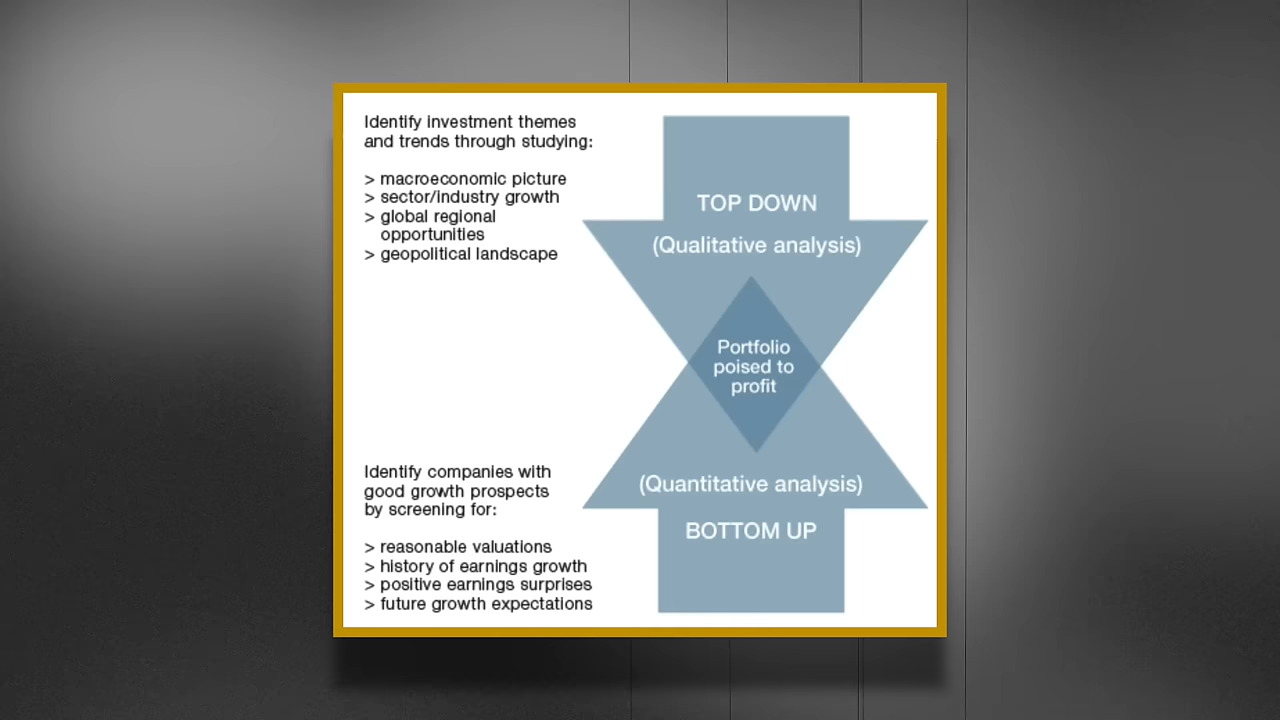 Identify investment themes
and trends through studying:
> macroeconomic picture
> sector/industry growth
> global regional
opportunities
> geopolitical landscape
TOP DOWN
(Qualitative analysis)
Portfolio
poised to
profit
(Quantitative analysis)
BOTTOM UP
Identify companies with
good growth prospects
by screening for:
> reasonable valuations
> history of earnings growth
> positive earnings surprises
> future growth expectations